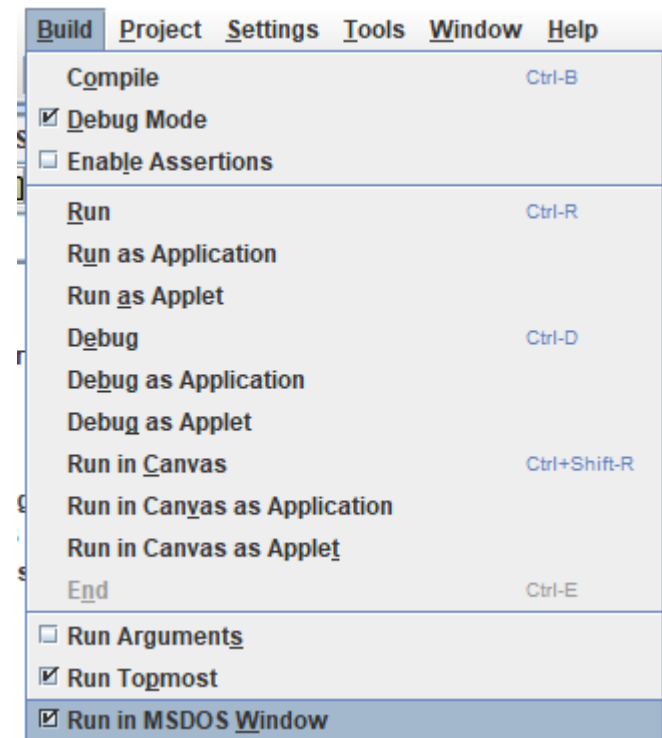 Build Project Settings Tools Window Help
Compile Ctrl-B
Debug Mode
Enable Assertions
Run Ctrl-R
Run as Application
Run as Applet
Debug Ctrl-D
Debug as Application
Debug as Applet
Run in Canvas Ctrl+Shift-R
Run in Canvas as Application
Run in Canvas as Applet
End Ctrl-E
Run Arguments
Run Topmost
Run in MSDOS Window